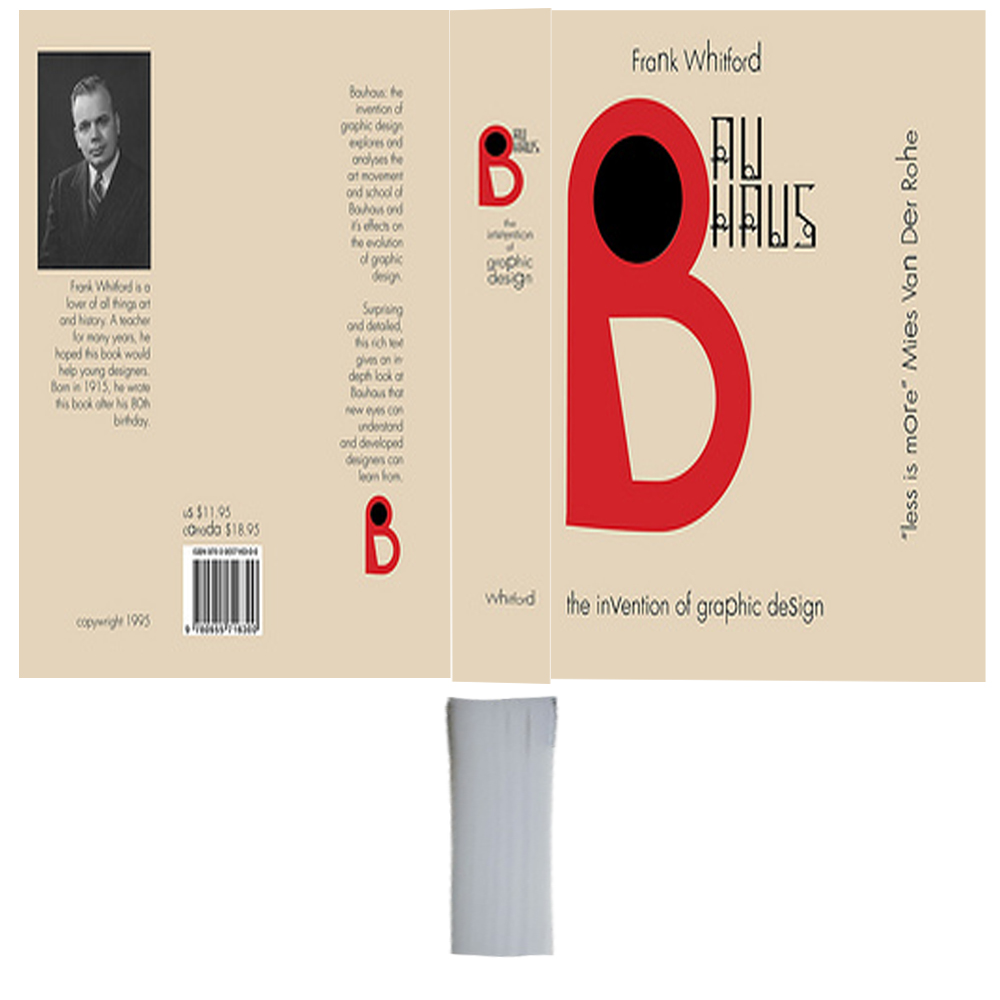 Frank Whitford is a
lover of all things art
and history. A teacher
for many years, he
hoped this book would
help young designers.
Born in 1915, he wrote
this book after his 80th
birthday.
copyright 1995
us $11.95
canada $18.95
Bauhaus: the
invention of
graphic design
explores and
analyses the
art movement
and school of
Bauhaus and
it's effects on
the evolution
of graphic
design.
Surprising
and detailed,
this rich text
gives an in-
depth look at
Bauhaus that
new eyes can
understand
and developed
designers can
learn from.
B
BAU
HAUS
the
invention
of
graphic
design
Whitford
Frank Whitford
BAU
HAUS
the inVention of graphic deSign
"less is mOre" Mies Van Der Rohe